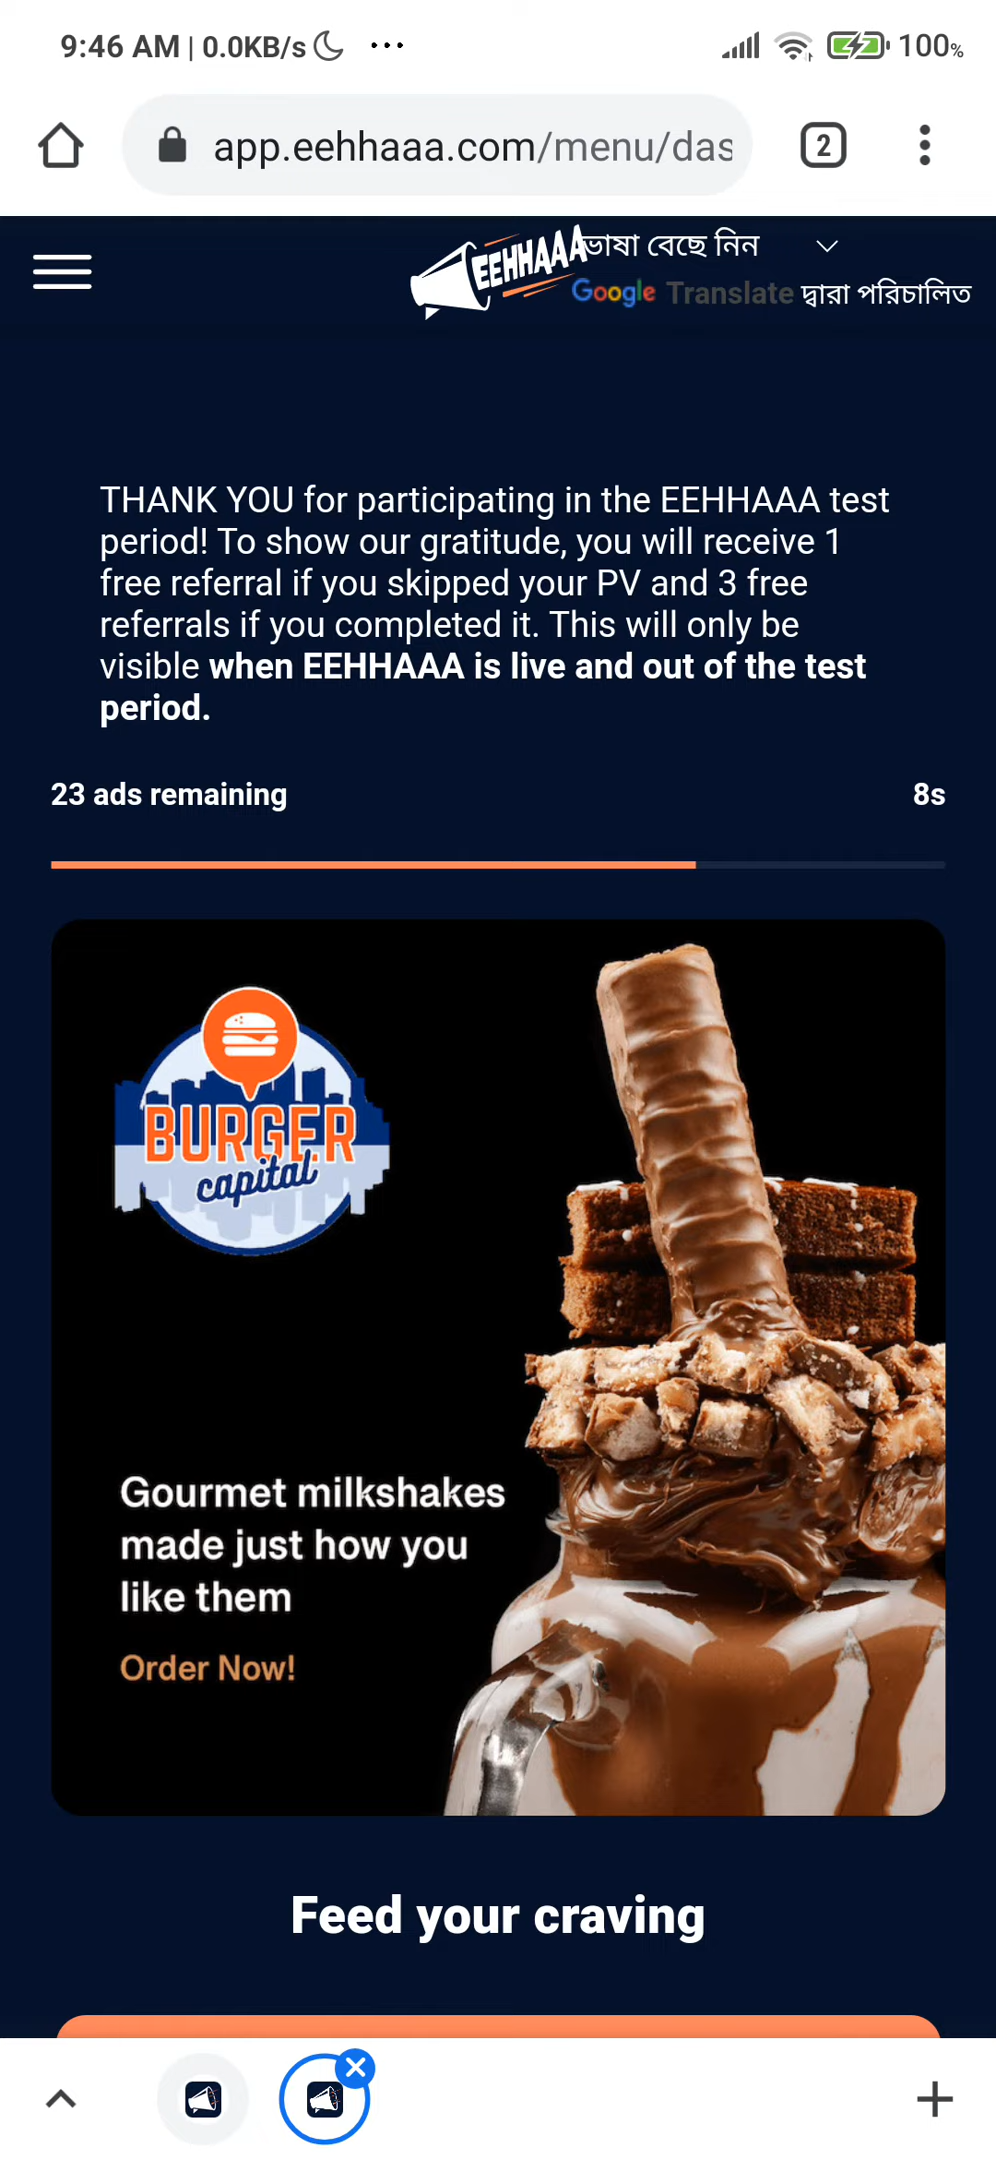 9:46 AM | 0.0KB/s ... 100%
app.eehhaaa.com/menu/das
2
EEHHAAA
ভাষা বেছে নিন
Google Translate দ্বারা পরিচালিত
THANK YOU for participating in the EEHHAAA test
period! To show our gratitude, you will receive 1
free referral if you skipped your PV and 3 free
referrals if you completed it. This will only be
visible when EEHHAAA is live and out of the test
period.
23 ads remaining 8s
BURGER
capital
Gourmet milkshakes
made just how you
like them
Order Now!
Feed your craving